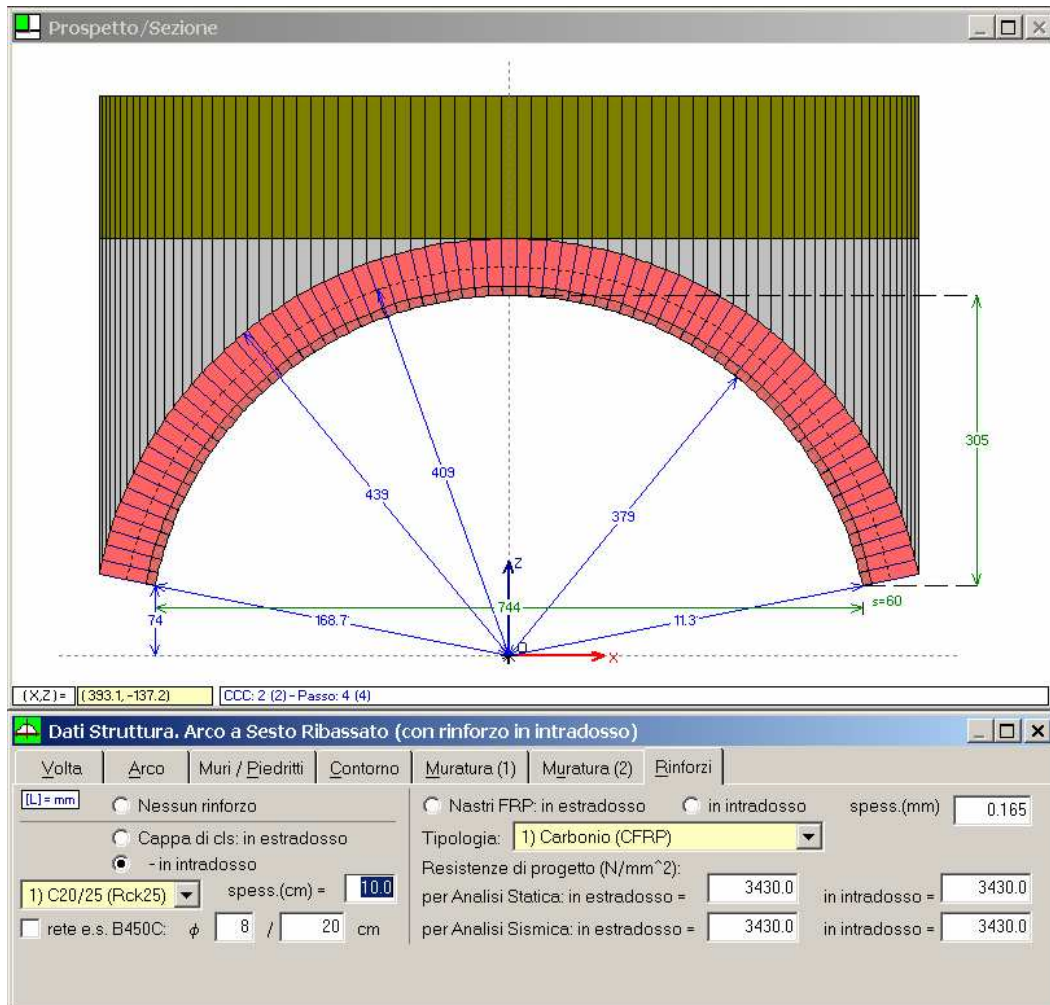 Prospetto/Sezione
305
409
439
379
Z
744
s=60
74
168.7
11.3
O
X
(X,Z) = (393.1,-137.2) CCC: 2 (2) - Passo: 4 (4)
Dati Struttura. Arco a Sesto Ribassato (con rinforzo in intradosso)
Volta Arco Muri / Piedritti Contorno Muratura (1) Muratura (2) Rinforzi
[L] = mm Nessun rinforzo Nastri FRP: in estradosso in intradosso spess.(mm) 0.165
Cappa di cls: in estradosso Tipologia: 1) Carbonio (CFRP)
- in intradosso Resistenze di progetto (N/mm^2):
1) C20/25 (Rck25) spess.(cm) = 10.0 per Analisi Statica: in estradosso = 3430.0 in intradosso = 3430.0
rete e.s. B450C: ϕ 8 / 20 cm per Analisi Sismica: in estradosso = 3430.0 in intradosso = 3430.0